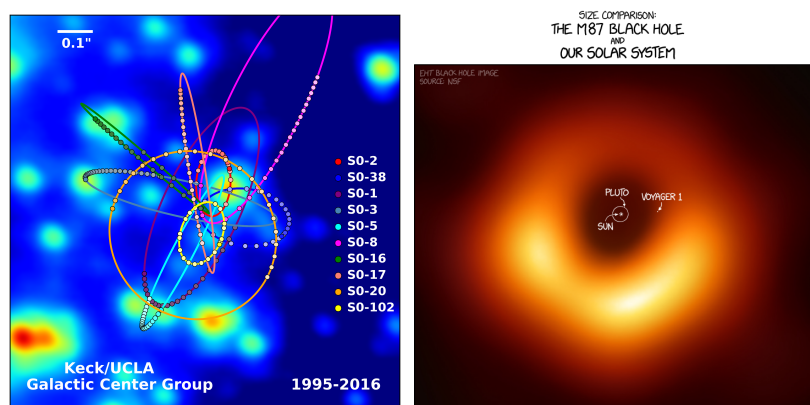 0.1"
S0-2
S0-38
S0-1
S0-3
S0-5
S0-8
S0-16
S0-17
S0-20
S0-102
Keck/UCLA
Galactic Center Group
1995-2016
SIZE COMPARISON:
THE M87 BLACK HOLE
AND
OUR SOLAR SYSTEM
EHT BLACK HOLE IMAGE
SOURCE: NSF
PLUTO
VOYAGER 1
SUN